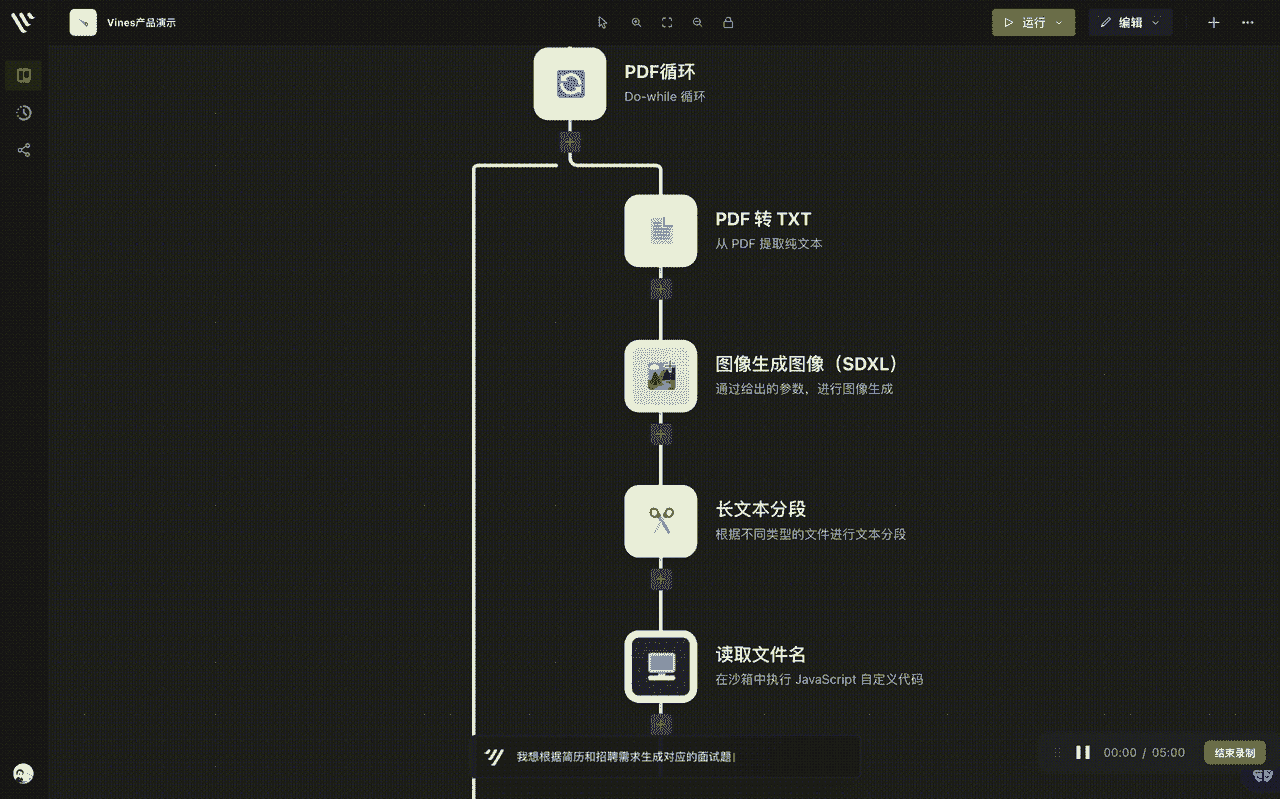 Vines产品演示
运行
编辑
PDF循环
Do-while 循环
PDF 转 TXT
从 PDF 提取纯文本
图像生成图像（SDXL）
通过给出的参数，进行图像生成
长文本分段
根据不同类型的文件进行文本分段
读取文件名
在沙箱中执行 JavaScript 自定义代码
我想根据简历和招聘需求生成对应的面试题
00:00 / 05:00
结束录制